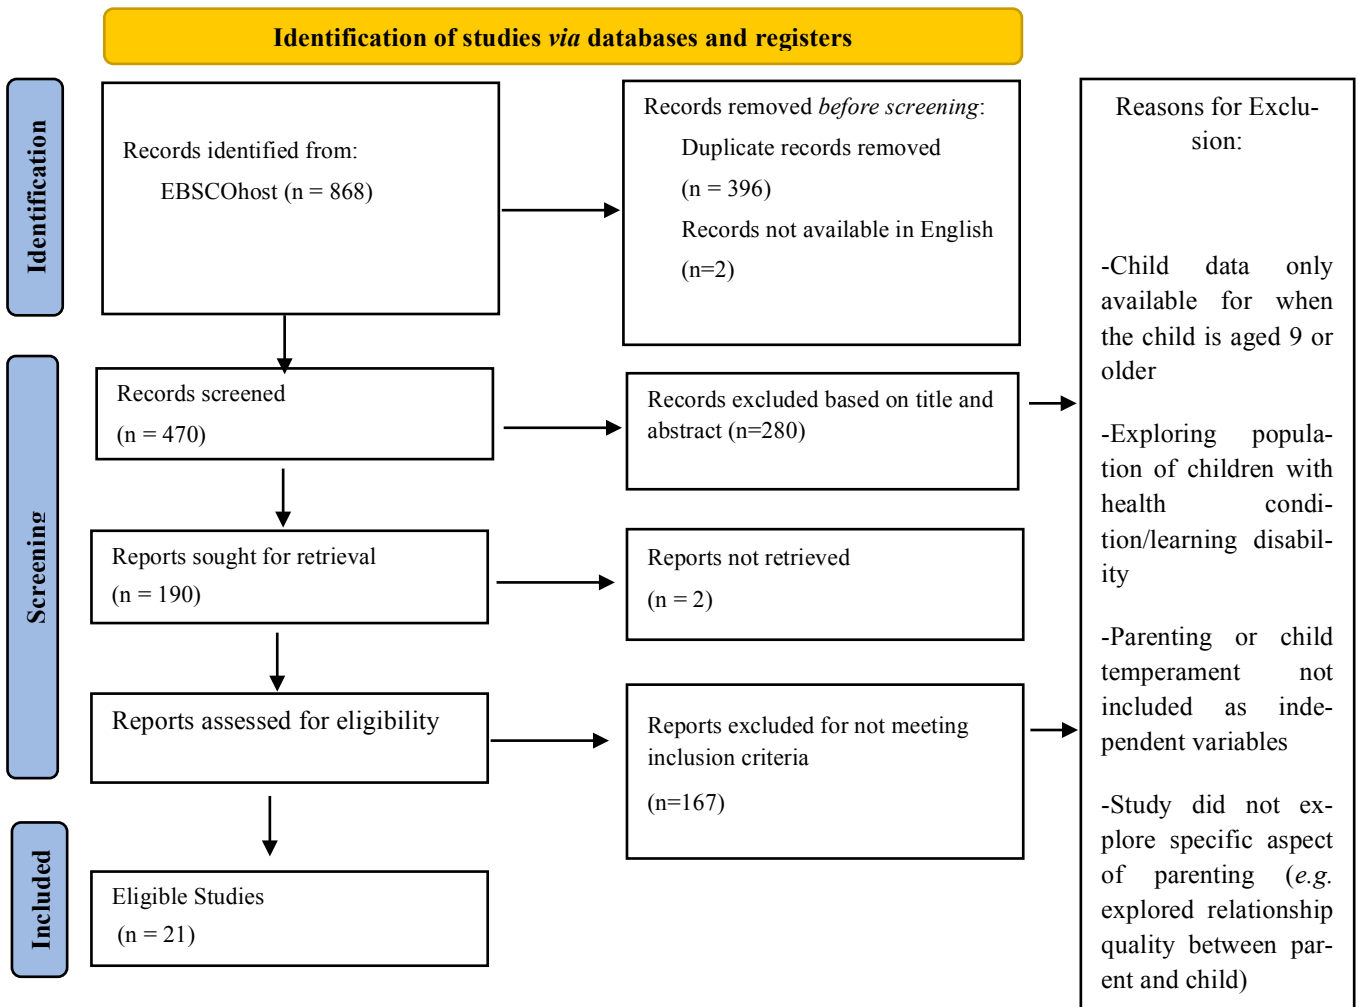 Identification of studies via databases and registers
Identification
Records identified from:
EBSCOhost (n = 868)
Records removed before screening:
Duplicate records removed
(n = 396)
Records not available in English
(n=2)
Screening
Records screened
(n = 470)
Records excluded based on title and
abstract (n=280)
Reports sought for retrieval
(n = 190)
Reports not retrieved
(n = 2)
Reports assessed for eligibility
Reports excluded for not meeting
inclusion criteria
(n=167)
Included
Eligible Studies
(n = 21)
Reasons for Exclu-
sion:
-Child data only
available for when
the child is aged 9 or
older
-Exploring popula-
tion of children with
health condi-
tion/learning disabil-
ity
-Parenting or child
temperament not
included as inde-
pendent variables
-Study did not ex-
plore specific aspect
of parenting (e.g.
explored relationship
quality between par-
ent and child)